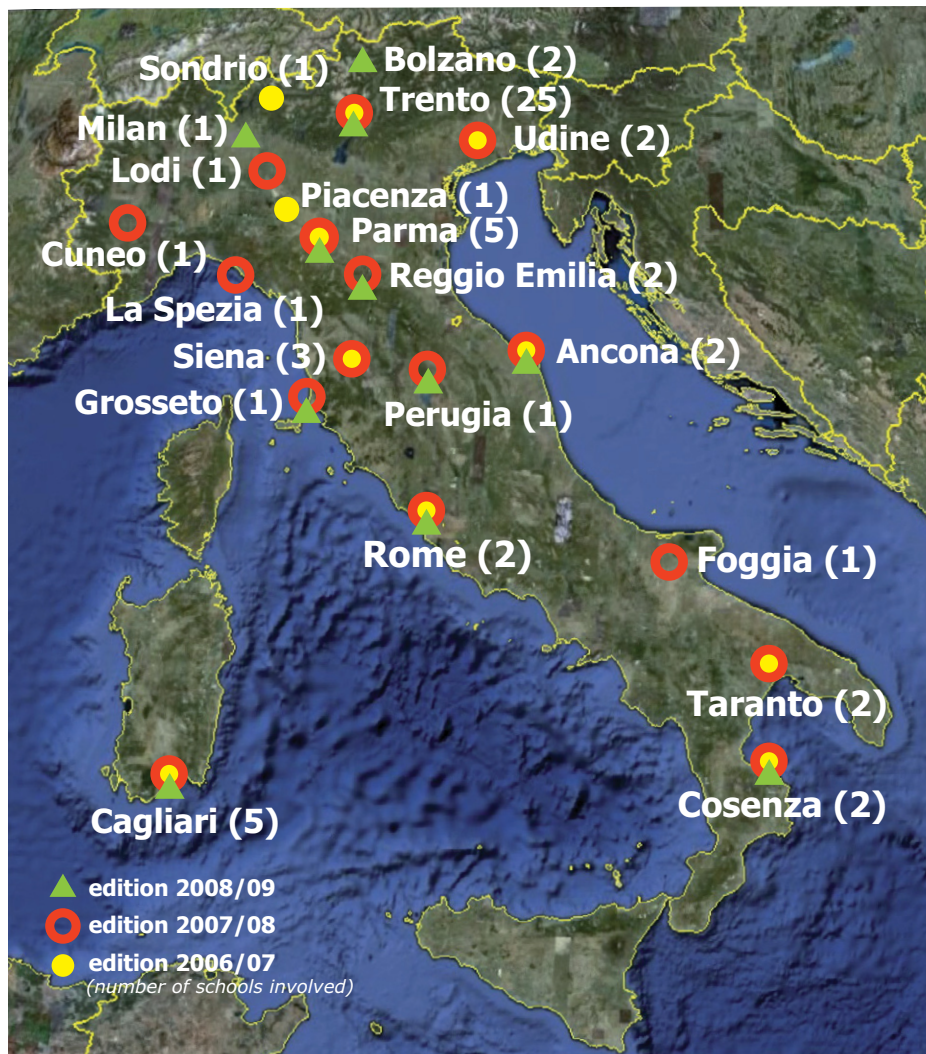 Bolzano (2)
Sondrio (1)
Trento (25)
Milan (1)
Udine (2)
Lodi (1)
Piacenza (1)
Parma (5)
Cuneo (1)
Reggio Emilia (2)
La Spezia (1)
Siena (3)
Ancona (2)
Grosseto (1)
Perugia (1)
Rome (2)
Foggia (1)
Taranto (2)
Cosenza (2)
Cagliari (5)
edition 2008/09
edition 2007/08
edition 2006/07
(number of schools involved)